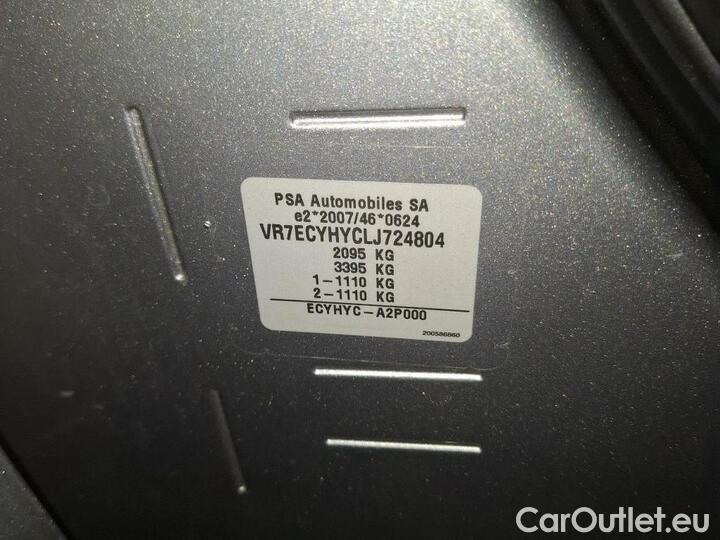 PSA Automobiles SA
e2*2007/46*0624
VR7ECYHYCLJ724804
2095 KG
3395 KG
1-1110 KG
2-1110 KG
ECYHYC-A2P000
200586860
CarOutlet.eu